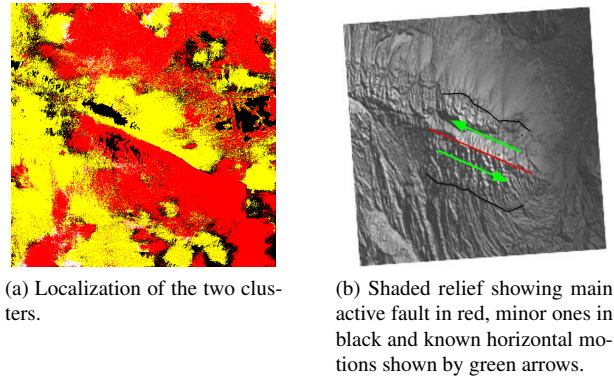 (a) Localization of the two clus-
ters.
(b) Shaded relief showing main
active fault in red, minor ones in
black and known horizontal mo-
tions shown by green arrows.